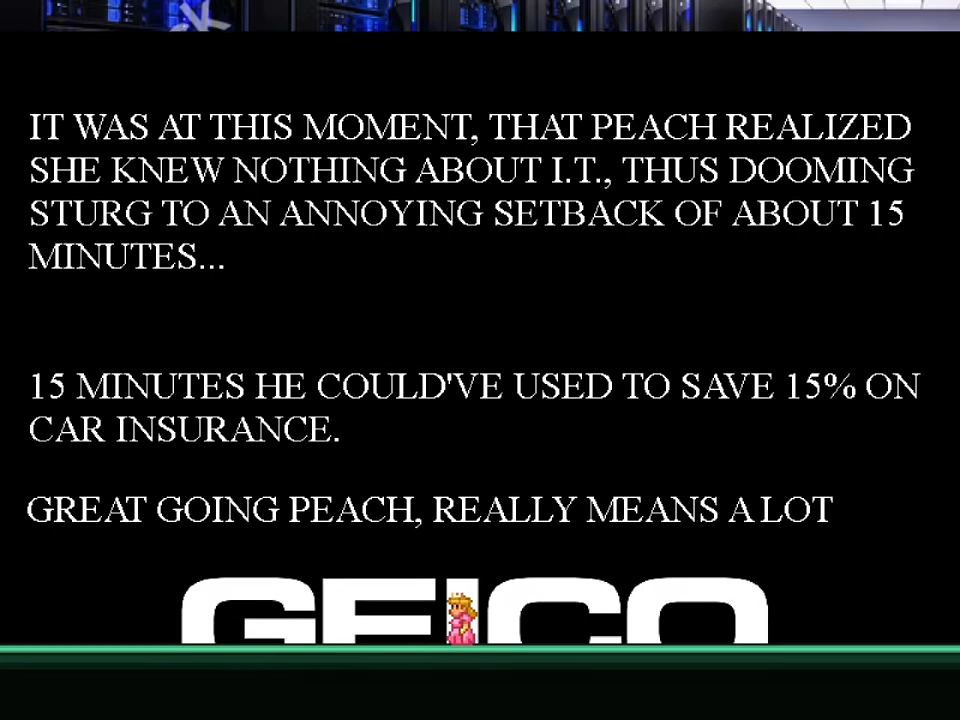 IT WAS AT THIS MOMENT, THAT PEACH REALIZED
SHE KNEW NOTHING ABOUT I.T., THUS DOOMING
STURG TO AN ANNOYING SETBACK OF ABOUT 15
MINUTES...
15 MINUTES HE COULD'VE USED TO SAVE 15% ON
CAR INSURANCE.
GREAT GOING PEACH, REALLY MEANS A LOT
GEICO